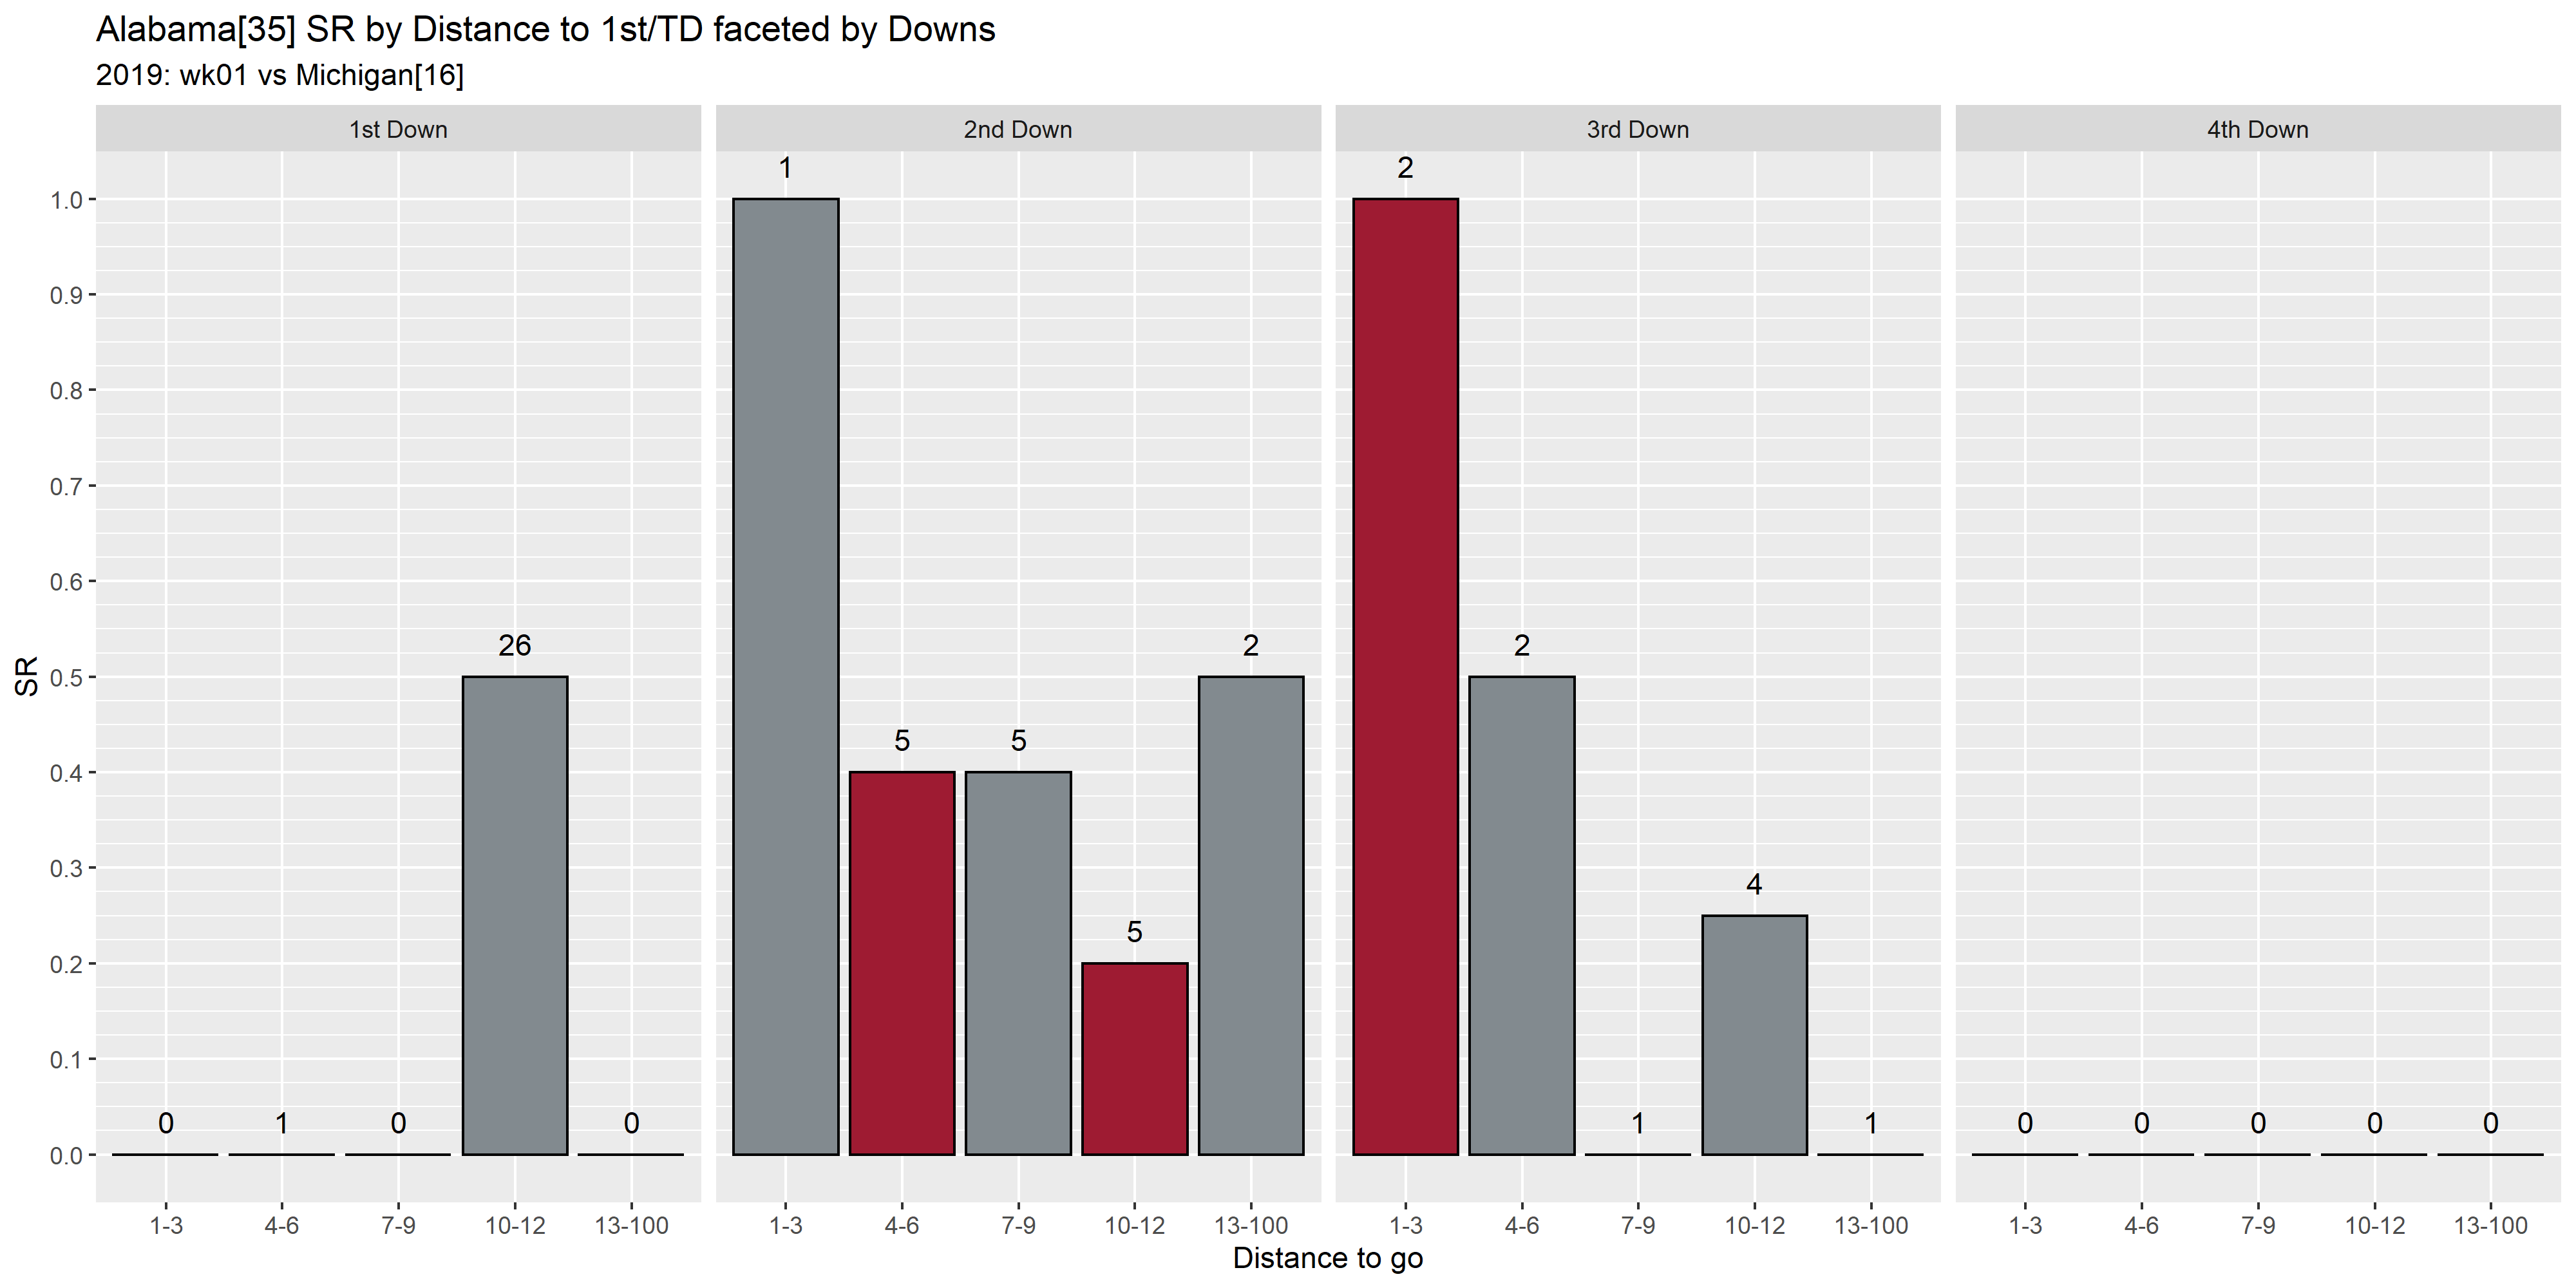 Alabama[35] SR by Distance to 1st/TD faceted by Downs
2019: wk01 vs Michigan[16]
1st Down
2nd Down
3rd Down
4th Down
SR
1.0
0.9
0.8
0.7
0.6
0.5
0.4
0.3
0.2
0.1
0.0
0 1 0 26 0
1 5 5 5 2
2 2 1 4 1
0 0 0 0 0
1-3 4-6 7-9 10-12 13-100
1-3 4-6 7-9 10-12 13-100
1-3 4-6 7-9 10-12 13-100
1-3 4-6 7-9 10-12 13-100
Distance to go